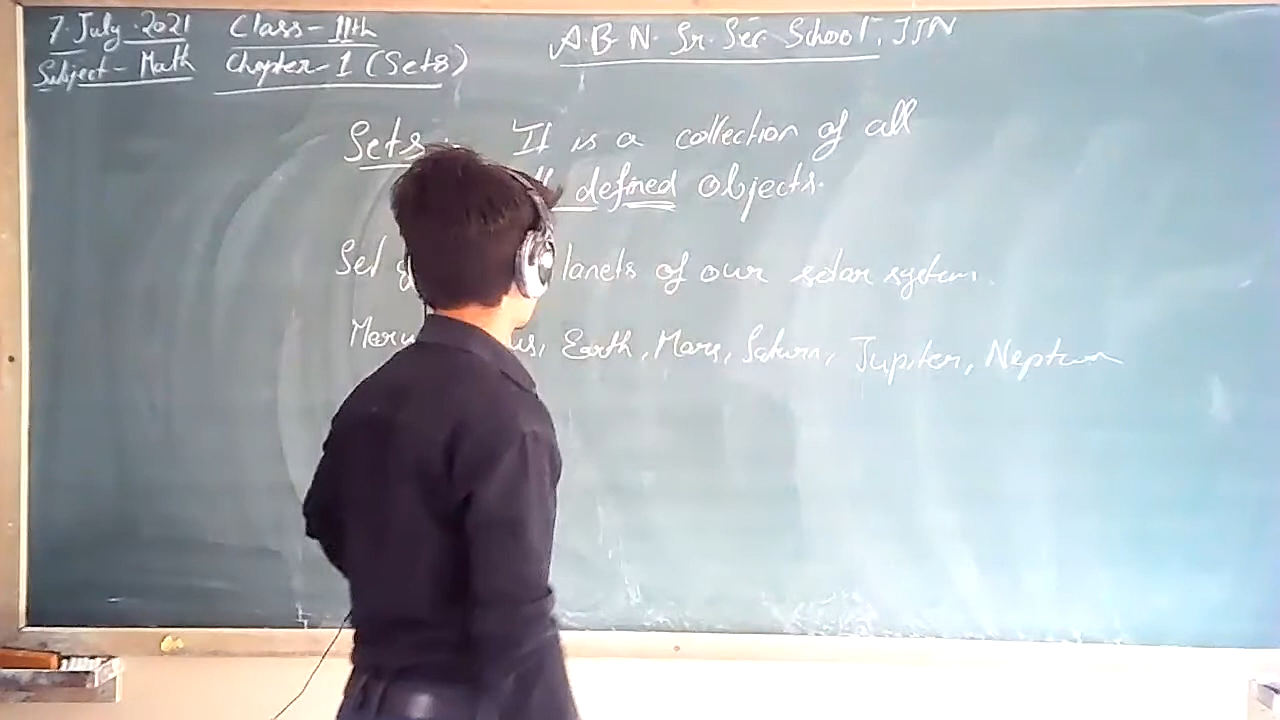 7. July. 2021 Class - 11th A.B.N. Sr. Sec School, JJN
Subject - Math Chapter - 1 (Sets)
Sets :- It is a collection of all
defined objects.
Set lanets of our solar system.
Earth, Mars, Saturn, Jupiter, Neptun